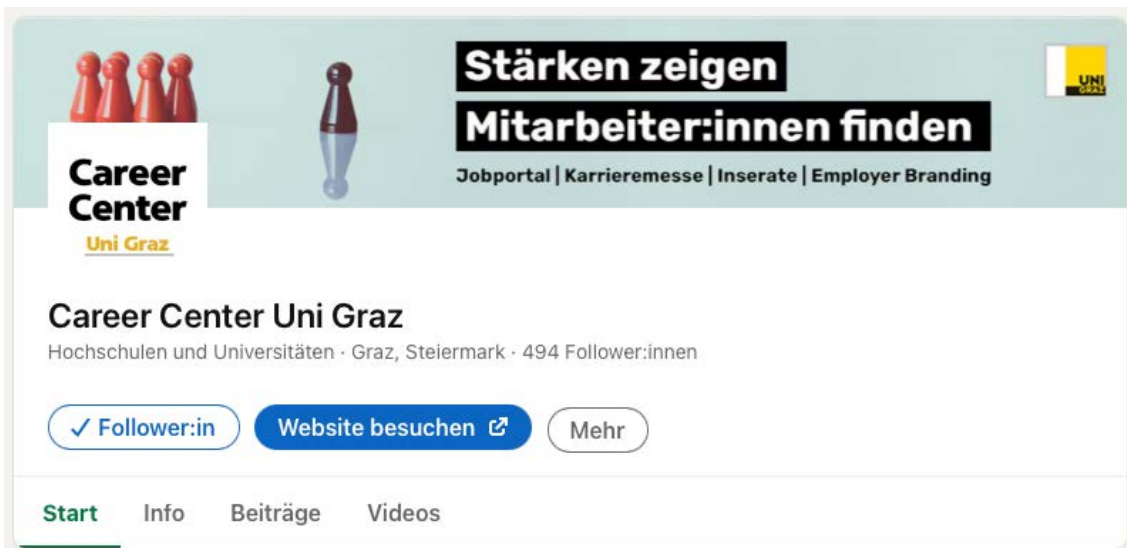 Stärken zeigen
Mitarbeiter:innen finden
Jobportal | Karrieremesse | Inserate | Employer Branding
UNI
GRAZ
Career
Center
Uni Graz
Career Center Uni Graz
Hochschulen und Universitäten · Graz, Steiermark · 494 Follower:innen
✓ Follower:in Website besuchen Mehr
Start Info Beiträge Videos